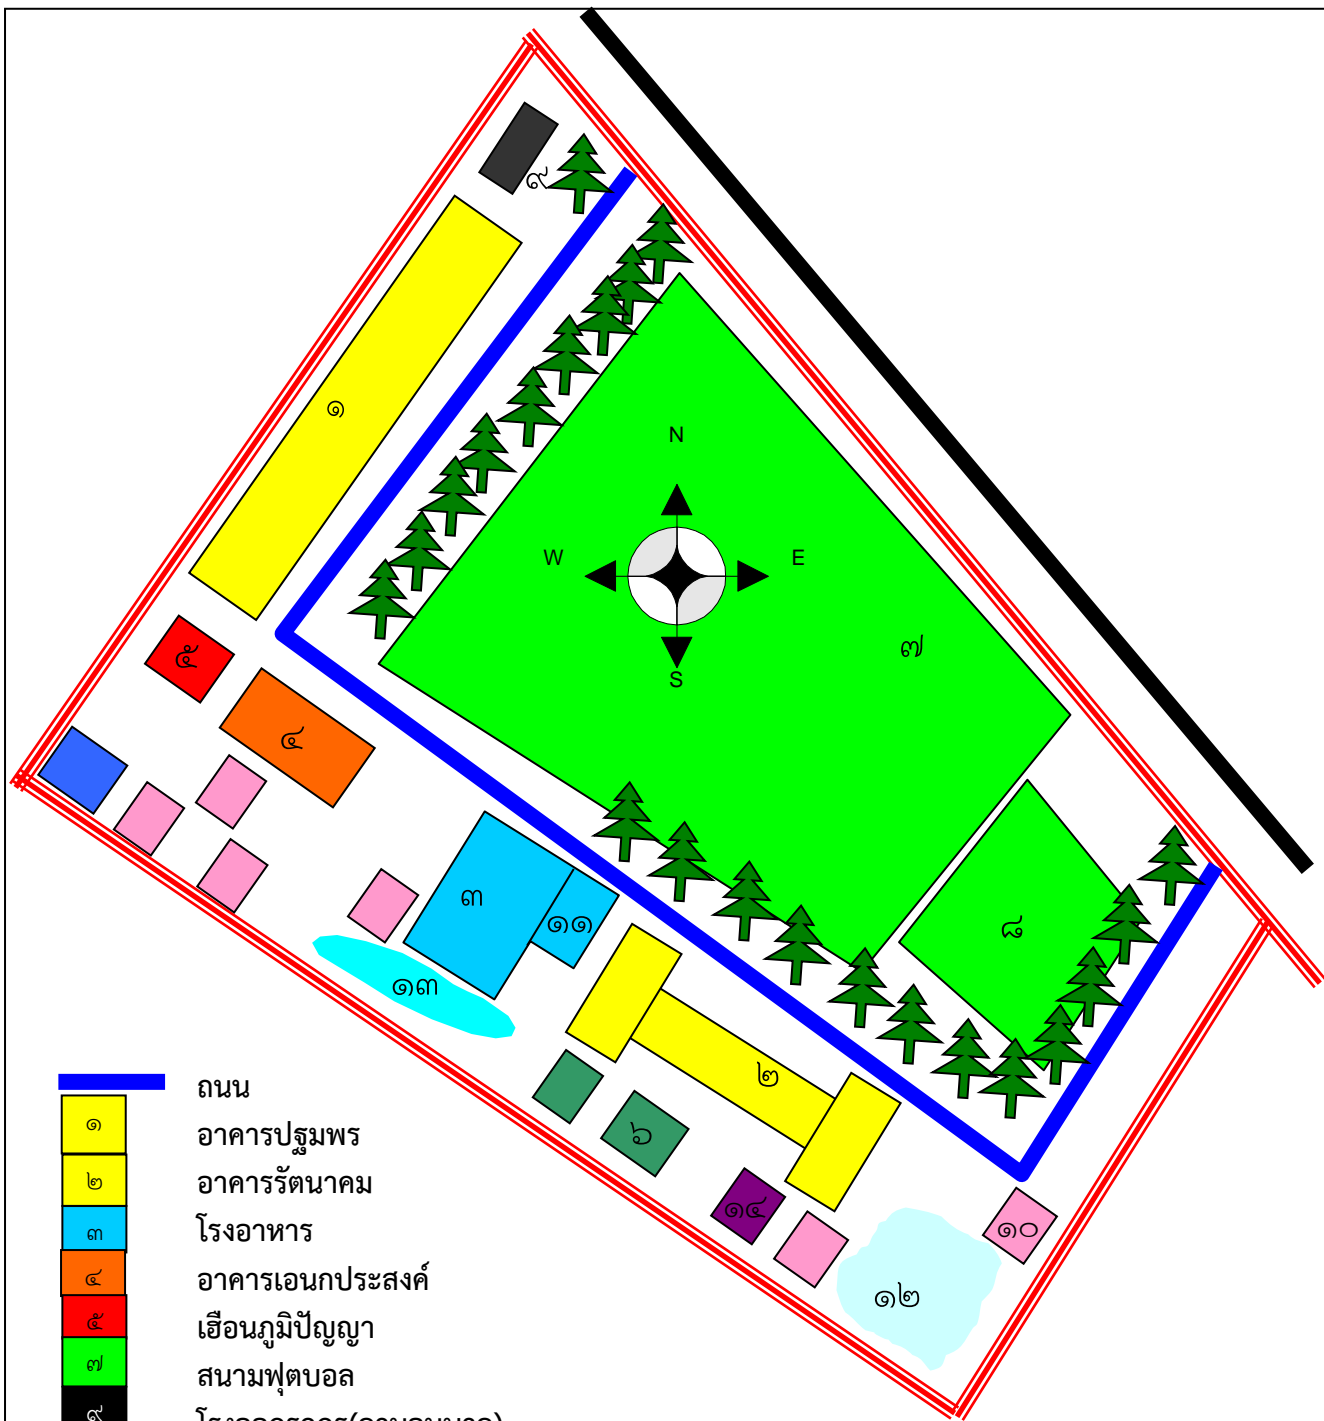 ๙
๑
N
W
E
๗
S
๕
๔
๘
๓
๑๑
๑๓
๒
๖
๑๔
๑๐
๑๒
ถนน
๑ อาคารปฐมพร
๒ อาคารรัตนาคม
๓ โรงอาหาร
๔ อาคารเอนกประสงค์
๕ เฮือนภูมิปัญญา
๗ สนามฟุตบอล
๙